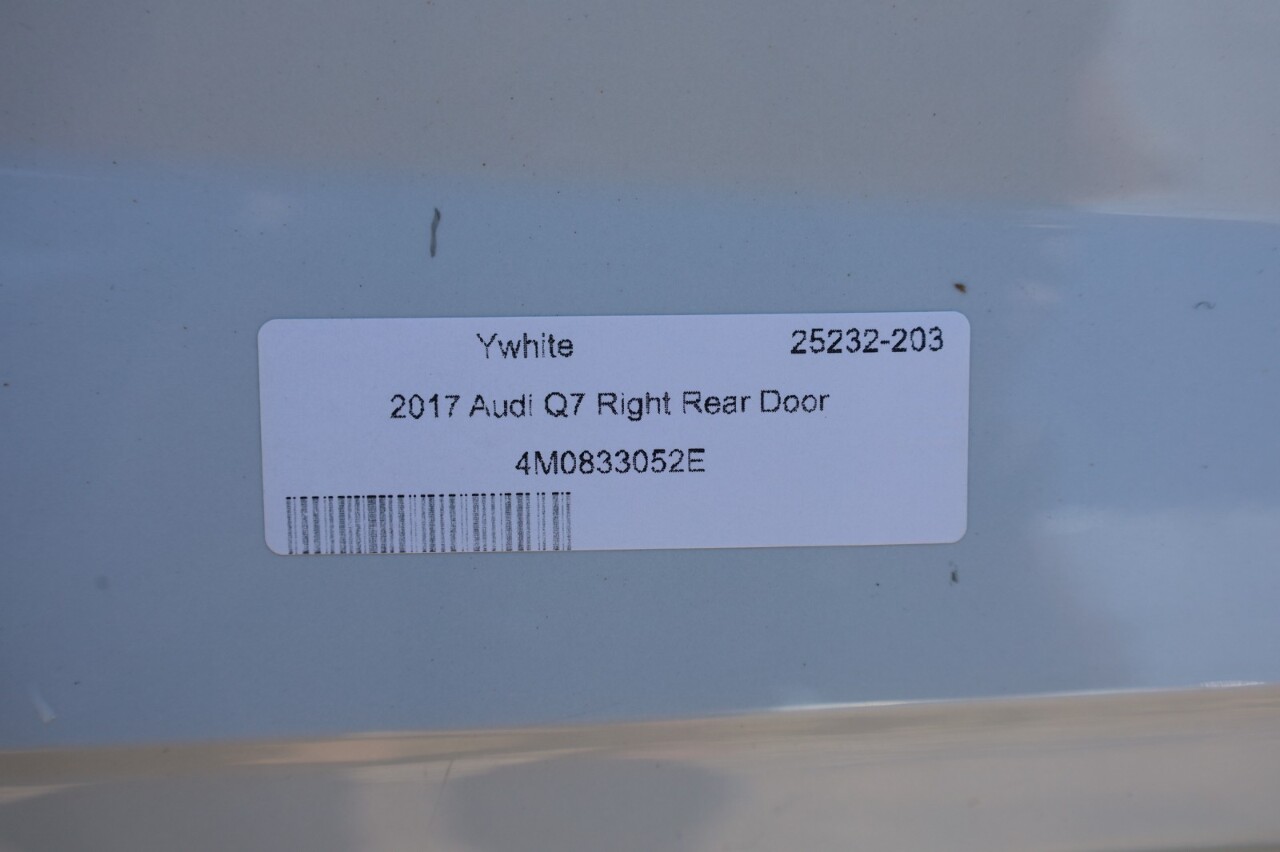 Ywhite 25232-203
2017 Audi Q7 Right Rear Door
4M0833052E